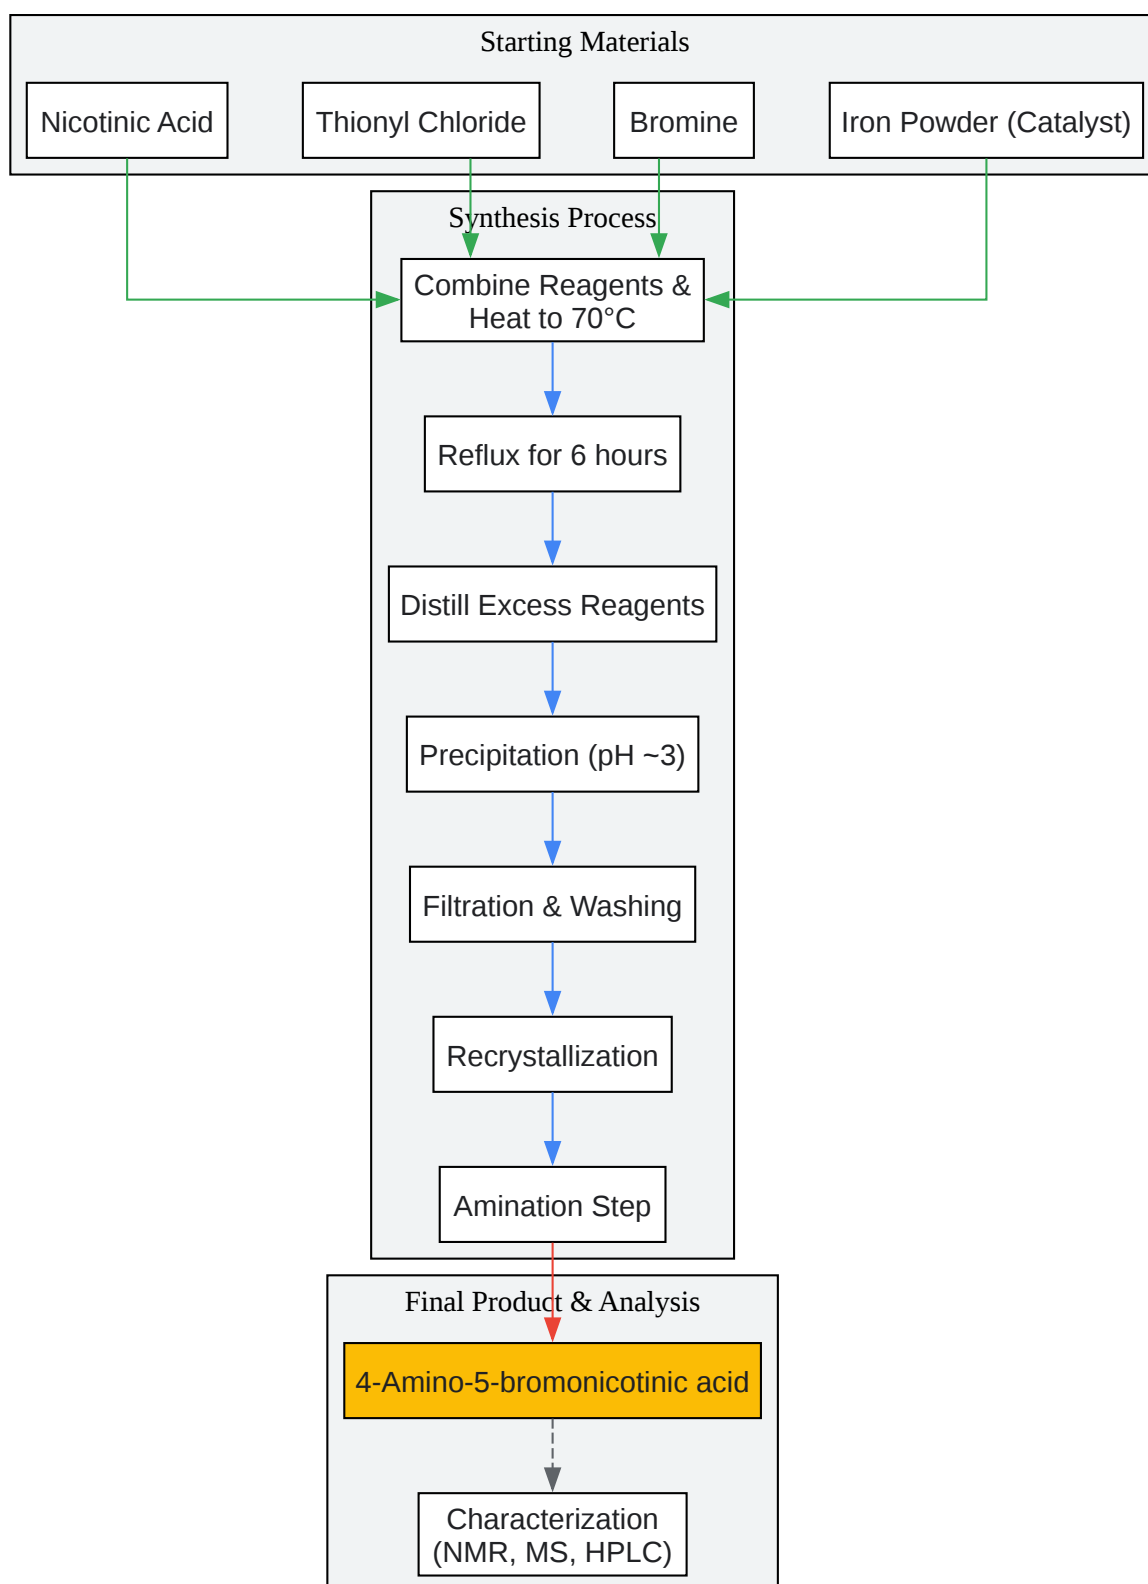 Starting Materials
Nicotinic Acid
Thionyl Chloride
Bromine
Iron Powder (Catalyst)
Synthesis Process
Combine Reagents &
Heat to 70°C
Reflux for 6 hours
Distill Excess Reagents
Precipitation (pH ~3)
Filtration & Washing
Recrystallization
Amination Step
Final Product & Analysis
4-Amino-5-bromonicotinic acid
Characterization
(NMR, MS, HPLC)